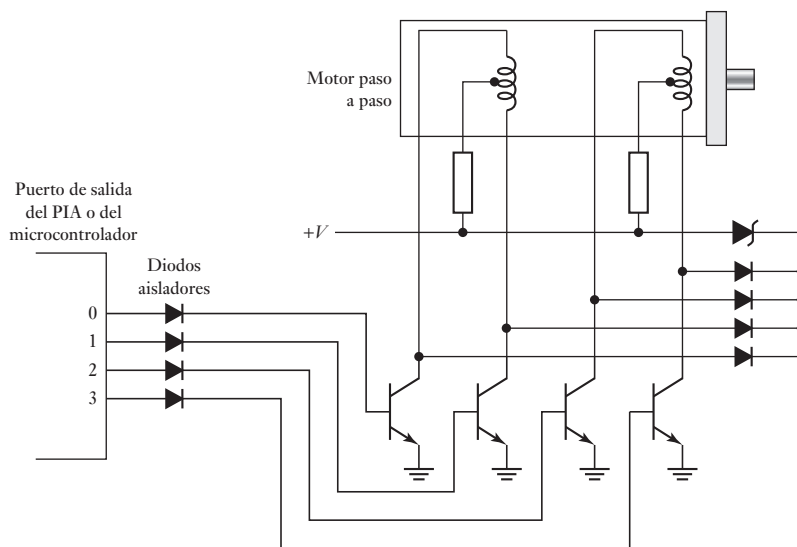 Motor paso
a paso
Puerto de salida
del PIA o del
microcontrolador
+V
Diodos
aisladores
0
1
2
3